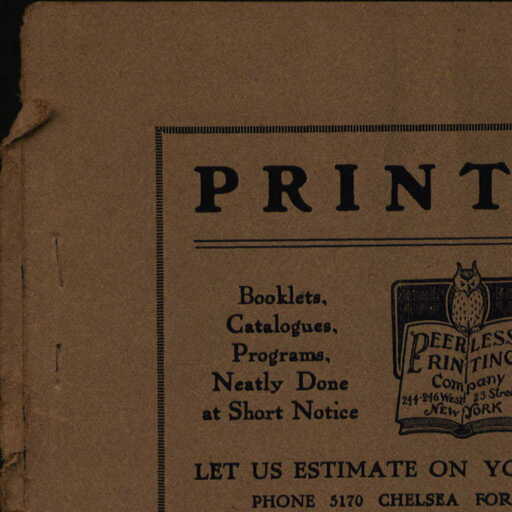 PRINT
Booklets,
Catalogues,
Programs,
Neatly Done
at Short Notice
PEERLESS
PRINTING
Company
244-246 West 23 Stree
NEW YORK
LET US ESTIMATE ON YO
PHONE 5170 CHELSEA FOR